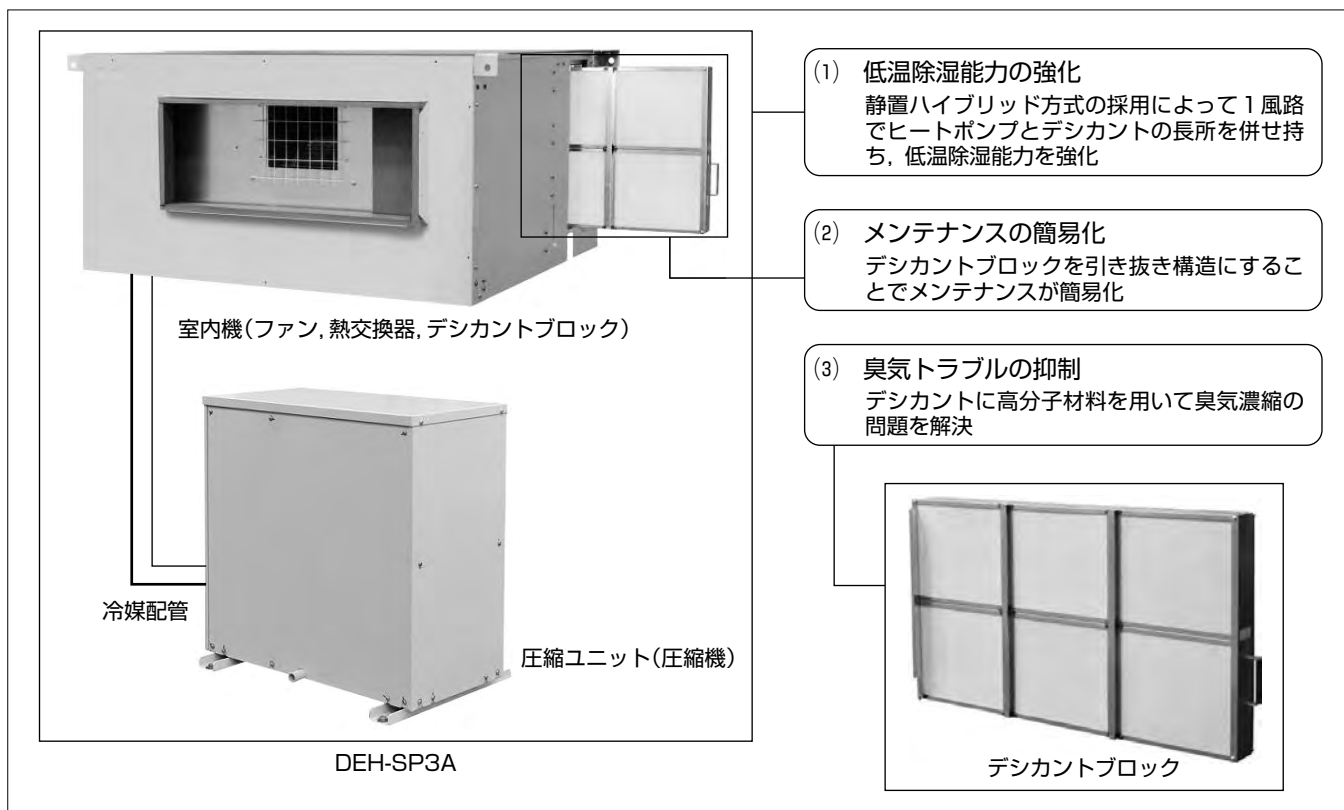 室内機(ファン, 熱交換器, デシカントブロック)
冷媒配管
圧縮ユニット(圧縮機)
DEH-SP3A
(1) 低温除湿能力の強化
静置ハイブリッド方式の採用によって1風路
でヒートポンプとデシカントの長所を併せ持
ち, 低温除湿能力を強化
(2) メンテナンスの簡易化
デシカントブロックを引き抜き構造にするこ
とでメンテナンスが簡易化
(3) 臭気トラブルの抑制
デシカントに高分子材料を用いて臭気濃縮の
問題を解決
デシカントブロック